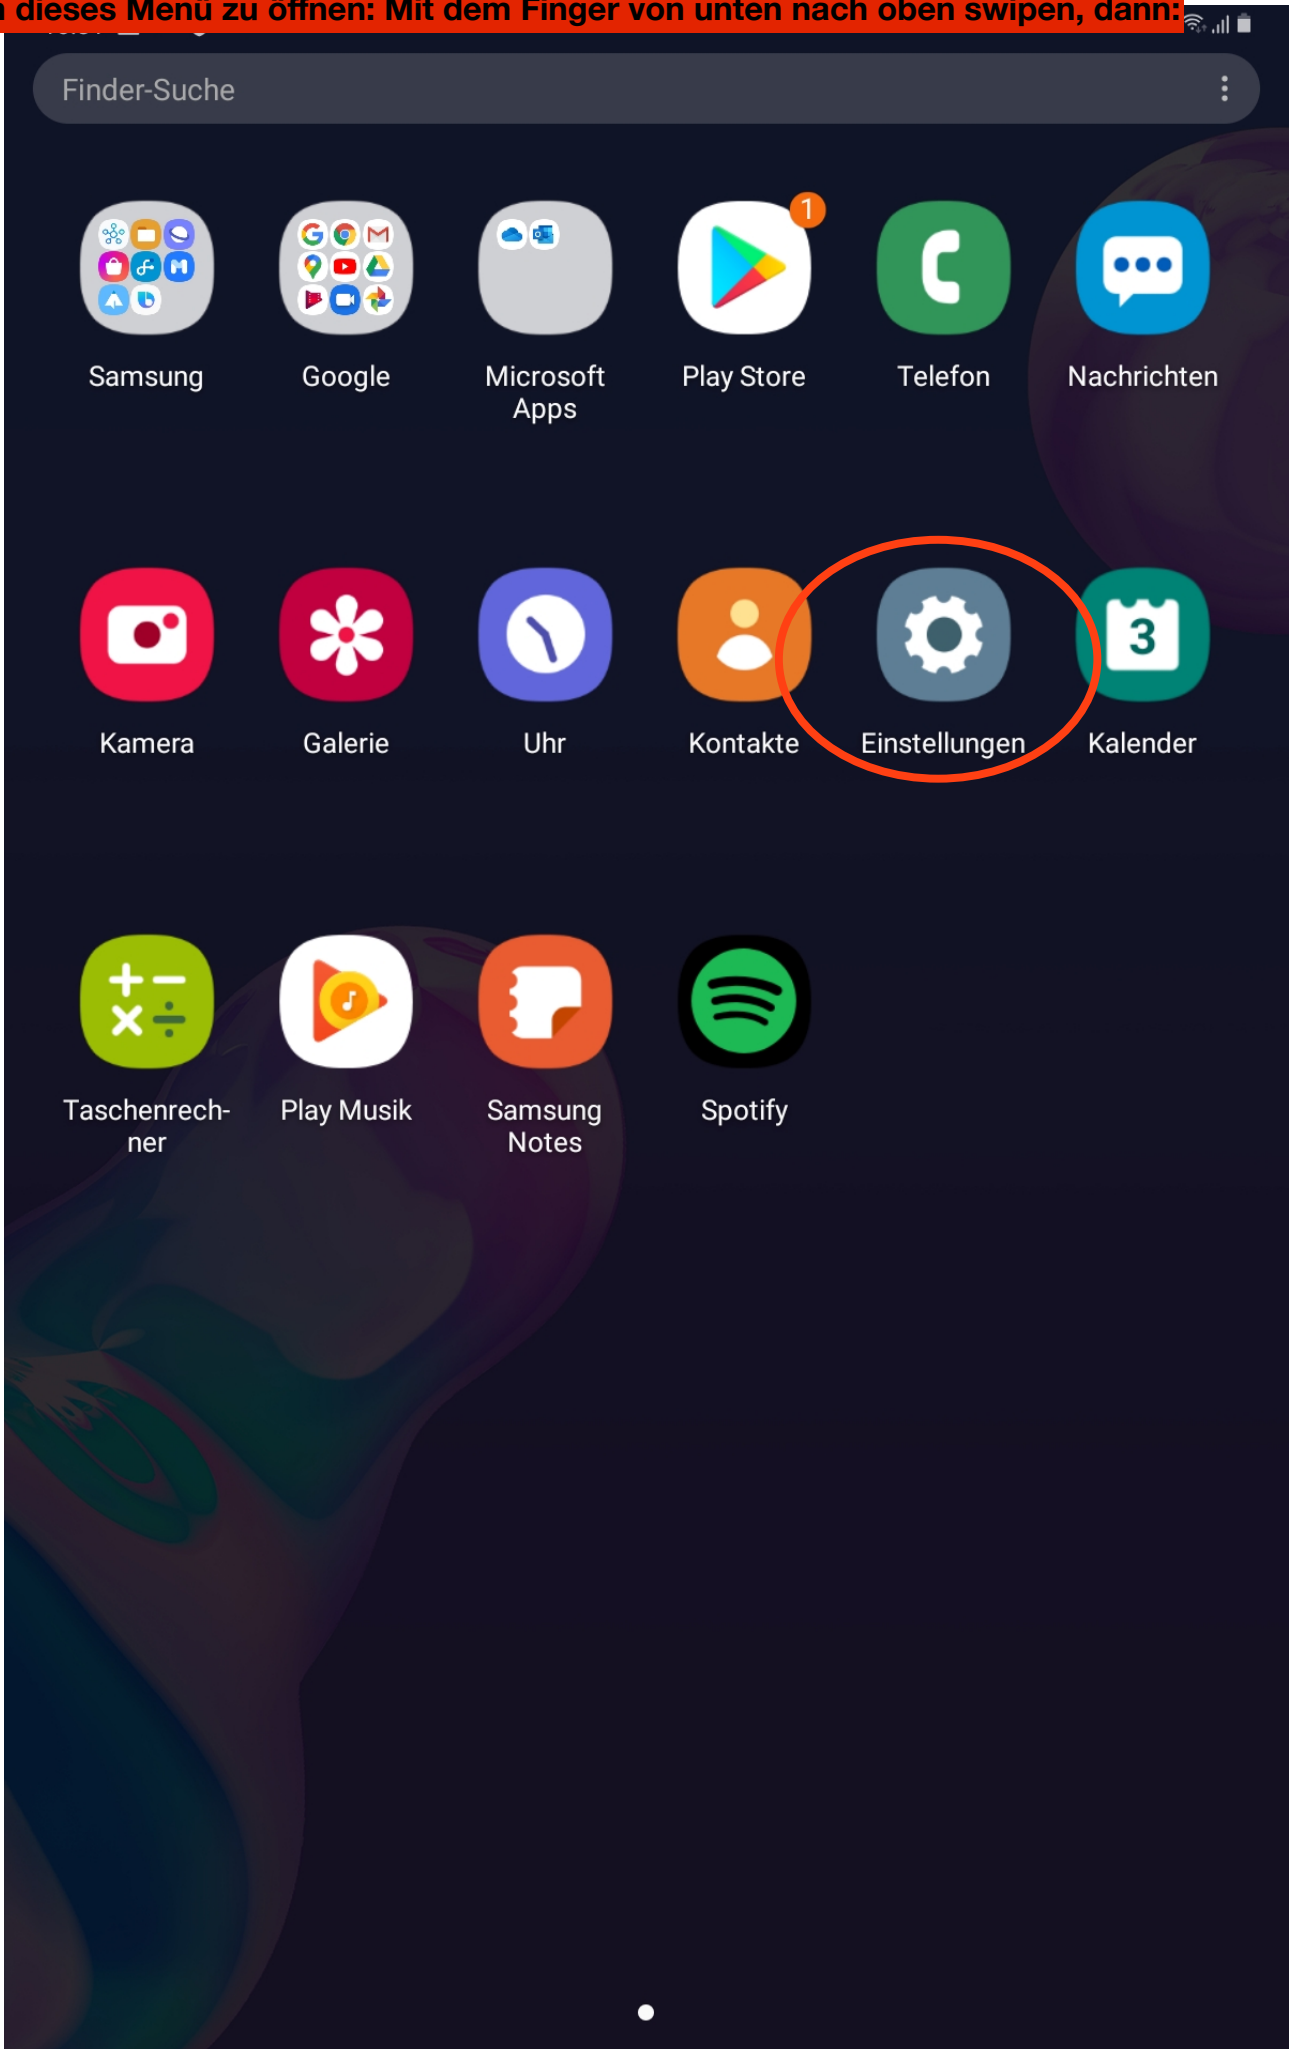 dieses Menü zu öffnen: Mit dem Finger von unten nach oben swipen, dann:
Finder-Suche
1
Samsung
Google
Microsoft
Apps
Play Store
Telefon
Nachrichten
3
Kamera
Galerie
Uhr
Kontakte
Einstellungen
Kalender
Taschenrech-
ner
Play Musik
Samsung
Notes
Spotify